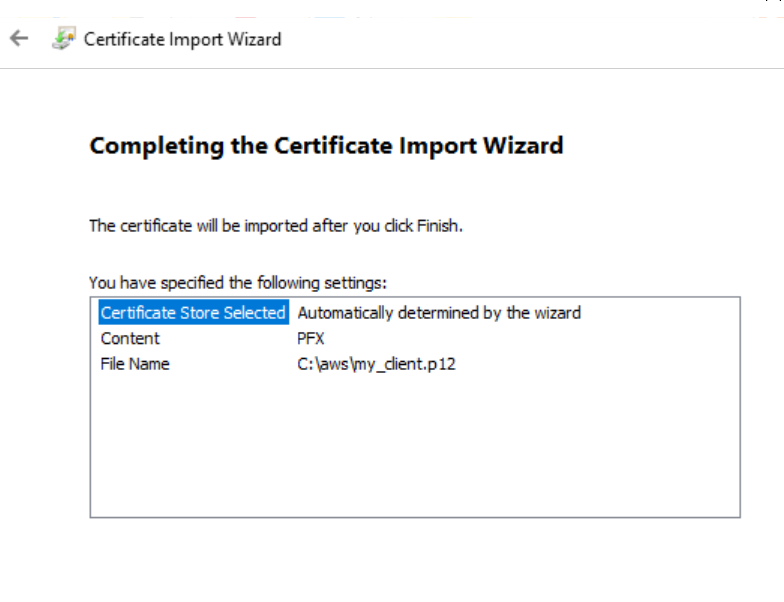 Certificate Import Wizard
Completing the Certificate Import Wizard
The certificate will be imported after you click Finish.
You have specified the following settings:
Certificate Store Selected Automatically determined by the wizard
Content PFX
File Name C:\aws\my_client.p12